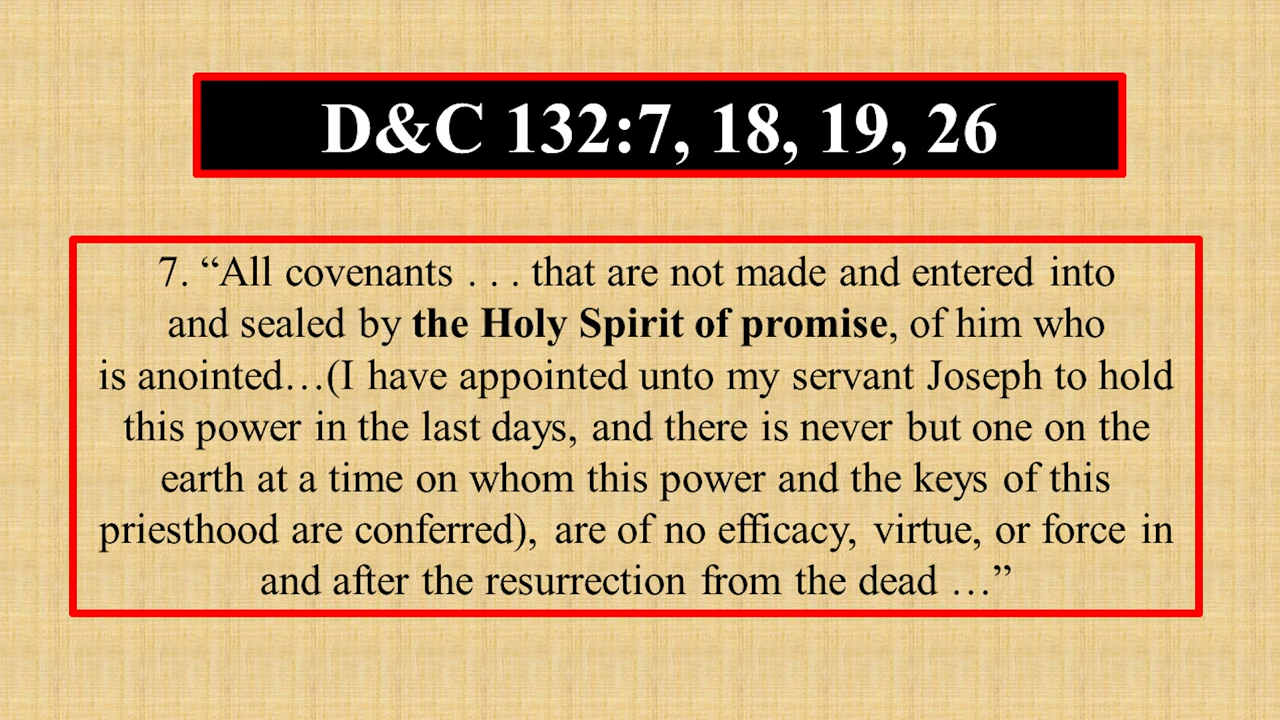 D&C 132:7, 18, 19, 26
7. “All covenants . . . that are not made and entered into
and sealed by the Holy Spirit of promise, of him who
is anointed…(I have appointed unto my servant Joseph to hold
this power in the last days, and there is never but one on the
earth at a time on whom this power and the keys of this
priesthood are conferred), are of no efficacy, virtue, or force in
and after the resurrection from the dead …”